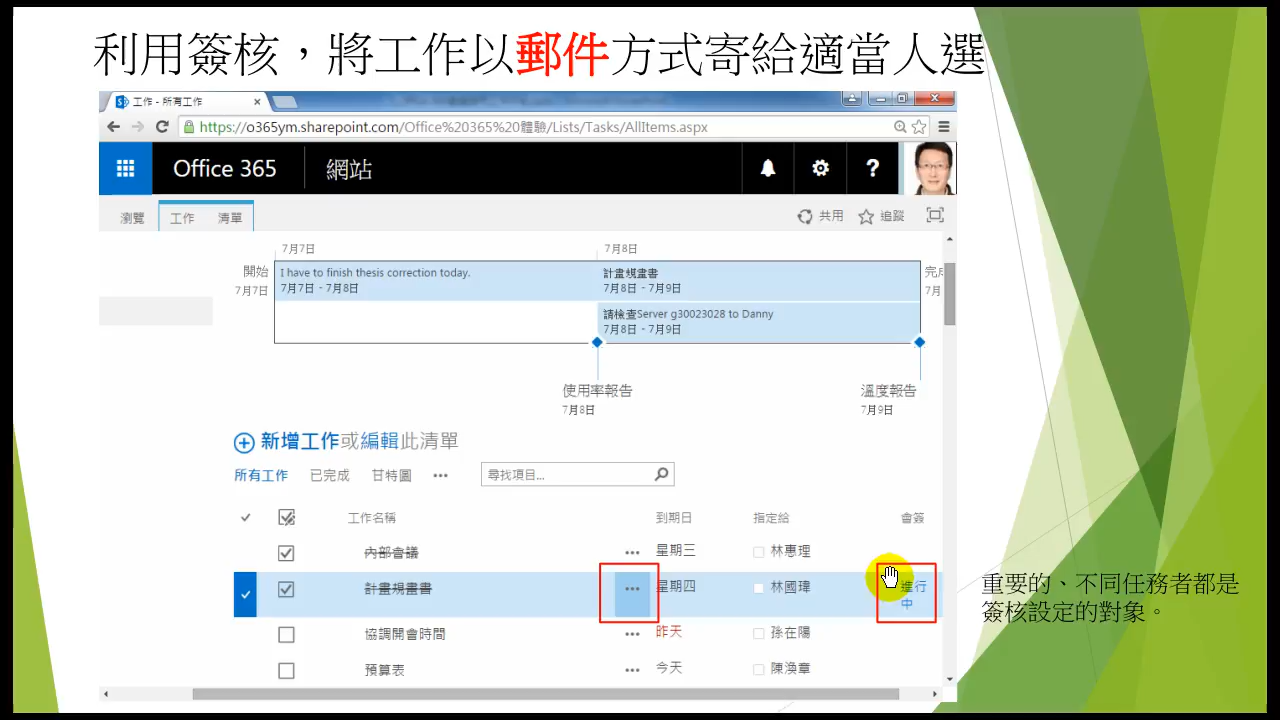 利用簽核，將工作以郵件方式寄給適當人選
工作 - 所有工作
https://o365ym.sharepoint.com/Office%20365%20體驗/Lists/Tasks/AllItems.aspx
Office 365 網站
瀏覽 工作 清單 共用 追蹤
7月7日 7月8日
開始 I have to finish thesis correction today. 計畫規畫書
7月7日 7月7日 - 7月8日 7月8日 - 7月9日 7月
請檢查Server g30023028 to Danny
7月8日 - 7月9日
使用率報告 溫度報告
7月8日 7月9日
新增工作或編輯此清單
所有工作 已完成 甘特圖 ••• 尋找項目...
工作名稱 到期日 指定給 會簽
內部會議 ••• 星期三 林惠理
計畫規畫書 ••• 星期四 林國瑋 進行中
協調開會時間 ••• 昨天 孫在陽
預算表 ••• 今天 陳渙章
重要的、不同任務者都是
簽核設定的對象。